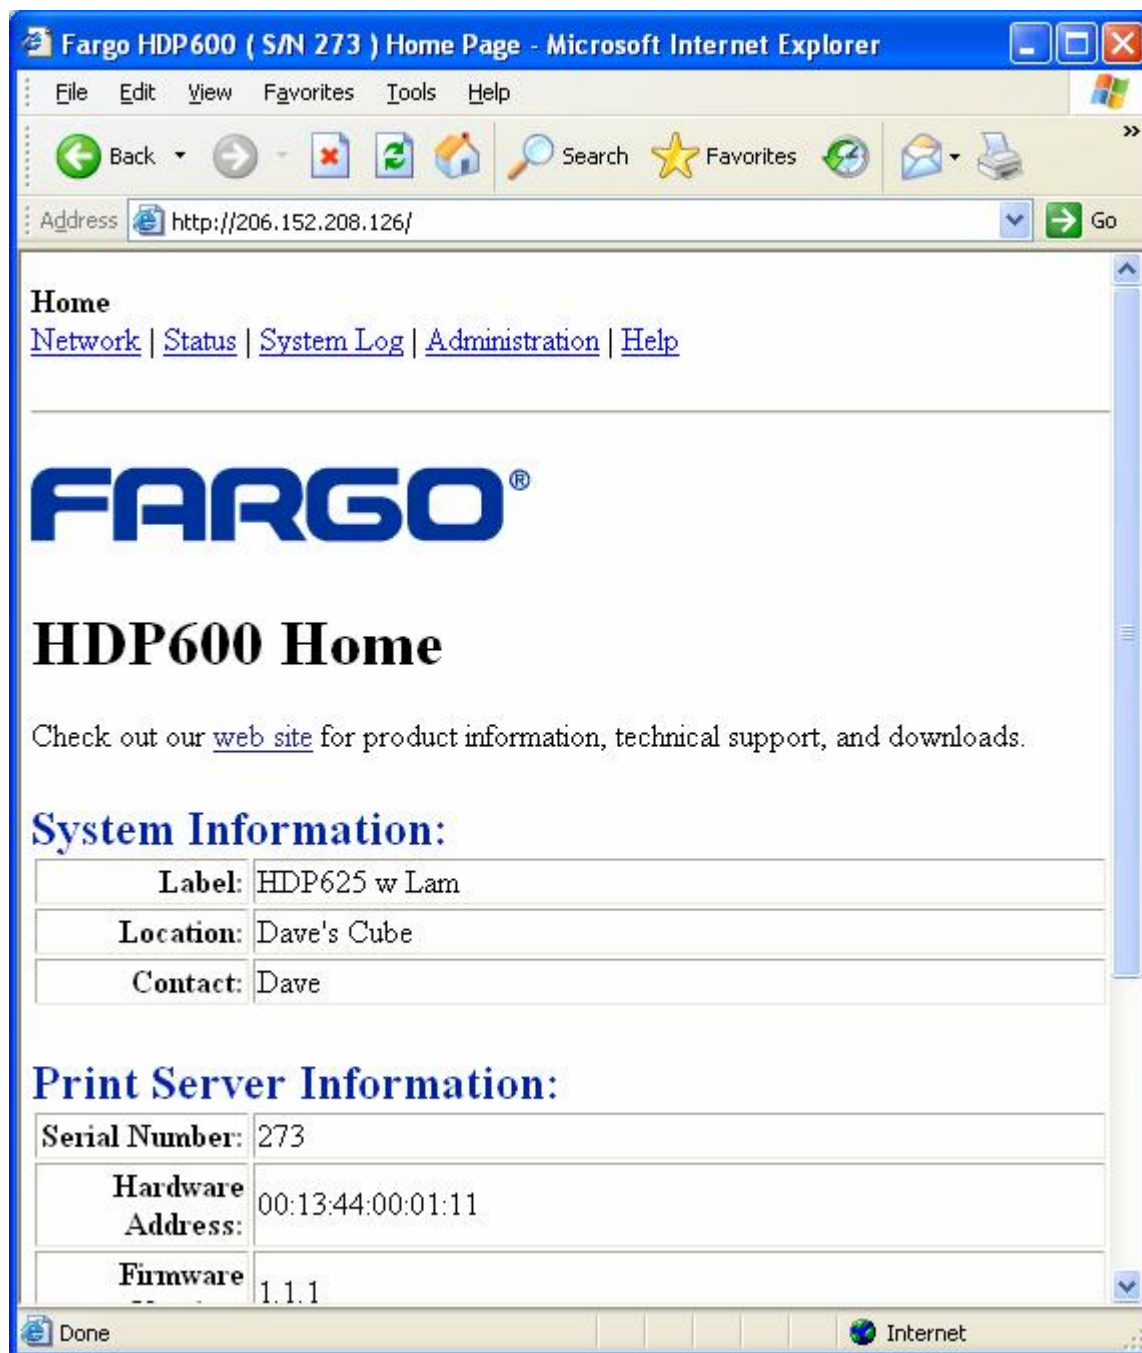 Fargo HDP600 ( S/N 273 ) Home Page - Microsoft Internet Explorer
File Edit View Favorites Tools Help
Back Search Favorites »
Address http://206.152.208.126/ Go
Home
Network | Status | System Log | Administration | Help
FARGO®
HDP600 Home
Check out our web site for product information, technical support, and downloads.
System Information:
Label: HDP625 w Lam
Location: Dave's Cube
Contact: Dave
Print Server Information:
Serial Number: 273
Hardware Address: 00:13:44:00:01:11
Firmware 1.1.1
Done Internet